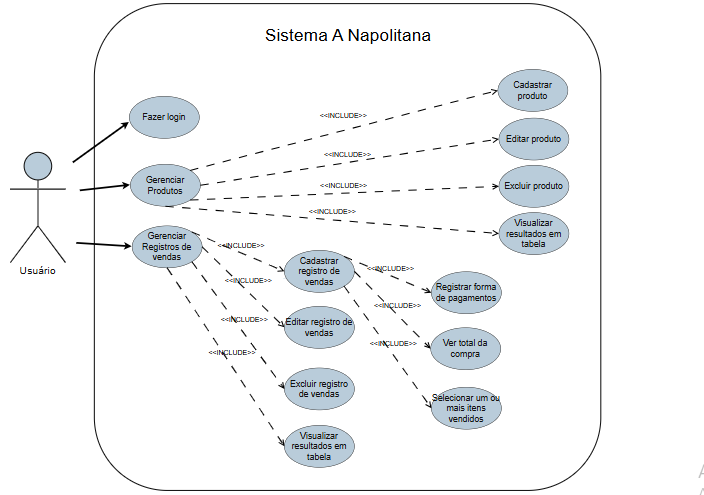 Sistema A Napolitana
Cadastrar
produto
Fazer login
<<INCLUDE>>
Editar produto
<<INCLUDE>>
Gerenciar
Produtos
<<INCLUDE>>
Excluir produto
<<INCLUDE>>
Visualizar
resultados em
tabela
Usuário
Gerenciar
Registros de
vendas
<<INCLUDE>>
Cadastrar
registro de
vendas
<<INCLUDE>>
Registrar forma
de pagamentos
<<INCLUDE>>
<<INCLUDE>>
Editar registro de
vendas
<<INCLUDE>>
Ver total da
compra
<<INCLUDE>>
<<INCLUDE>>
Excluir registro
de vendas
Selecionar um ou
mais itens
vendidos
Visualizar
resultados em
tabela